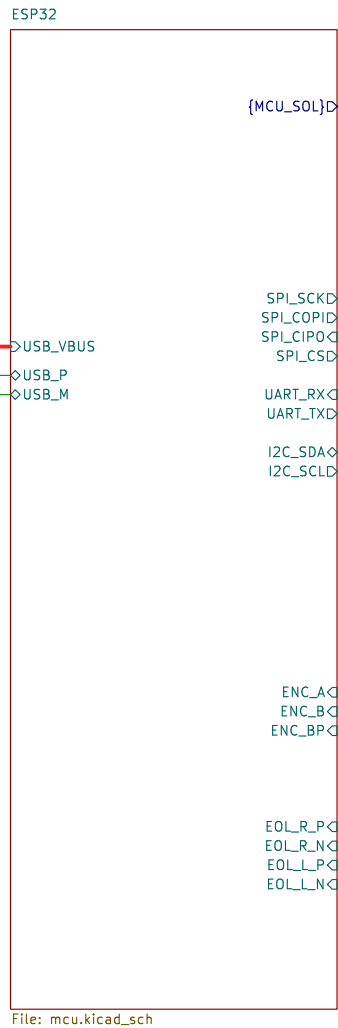 ESP32
{MCU_SOL}
SPI_SCK
SPI_COPI
SPI_CIPO
USB_VBUS
SPI_CS
USB_P
USB_M
UART_RX
UART_TX
I2C_SDA
I2C_SCL
ENC_A
ENC_B
ENC_BP
EOL_R_P
EOL_R_N
EOL_L_P
EOL_L_N
File: mcu.kicad_sch